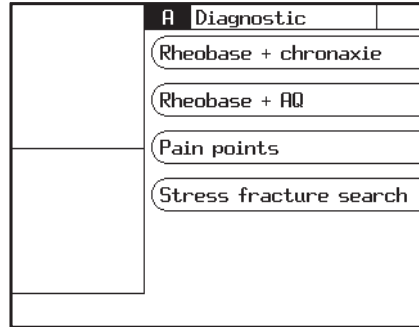 A Diagnostic
Rheobase + chronaxie
Rheobase + AQ
Pain points
Stress fracture search